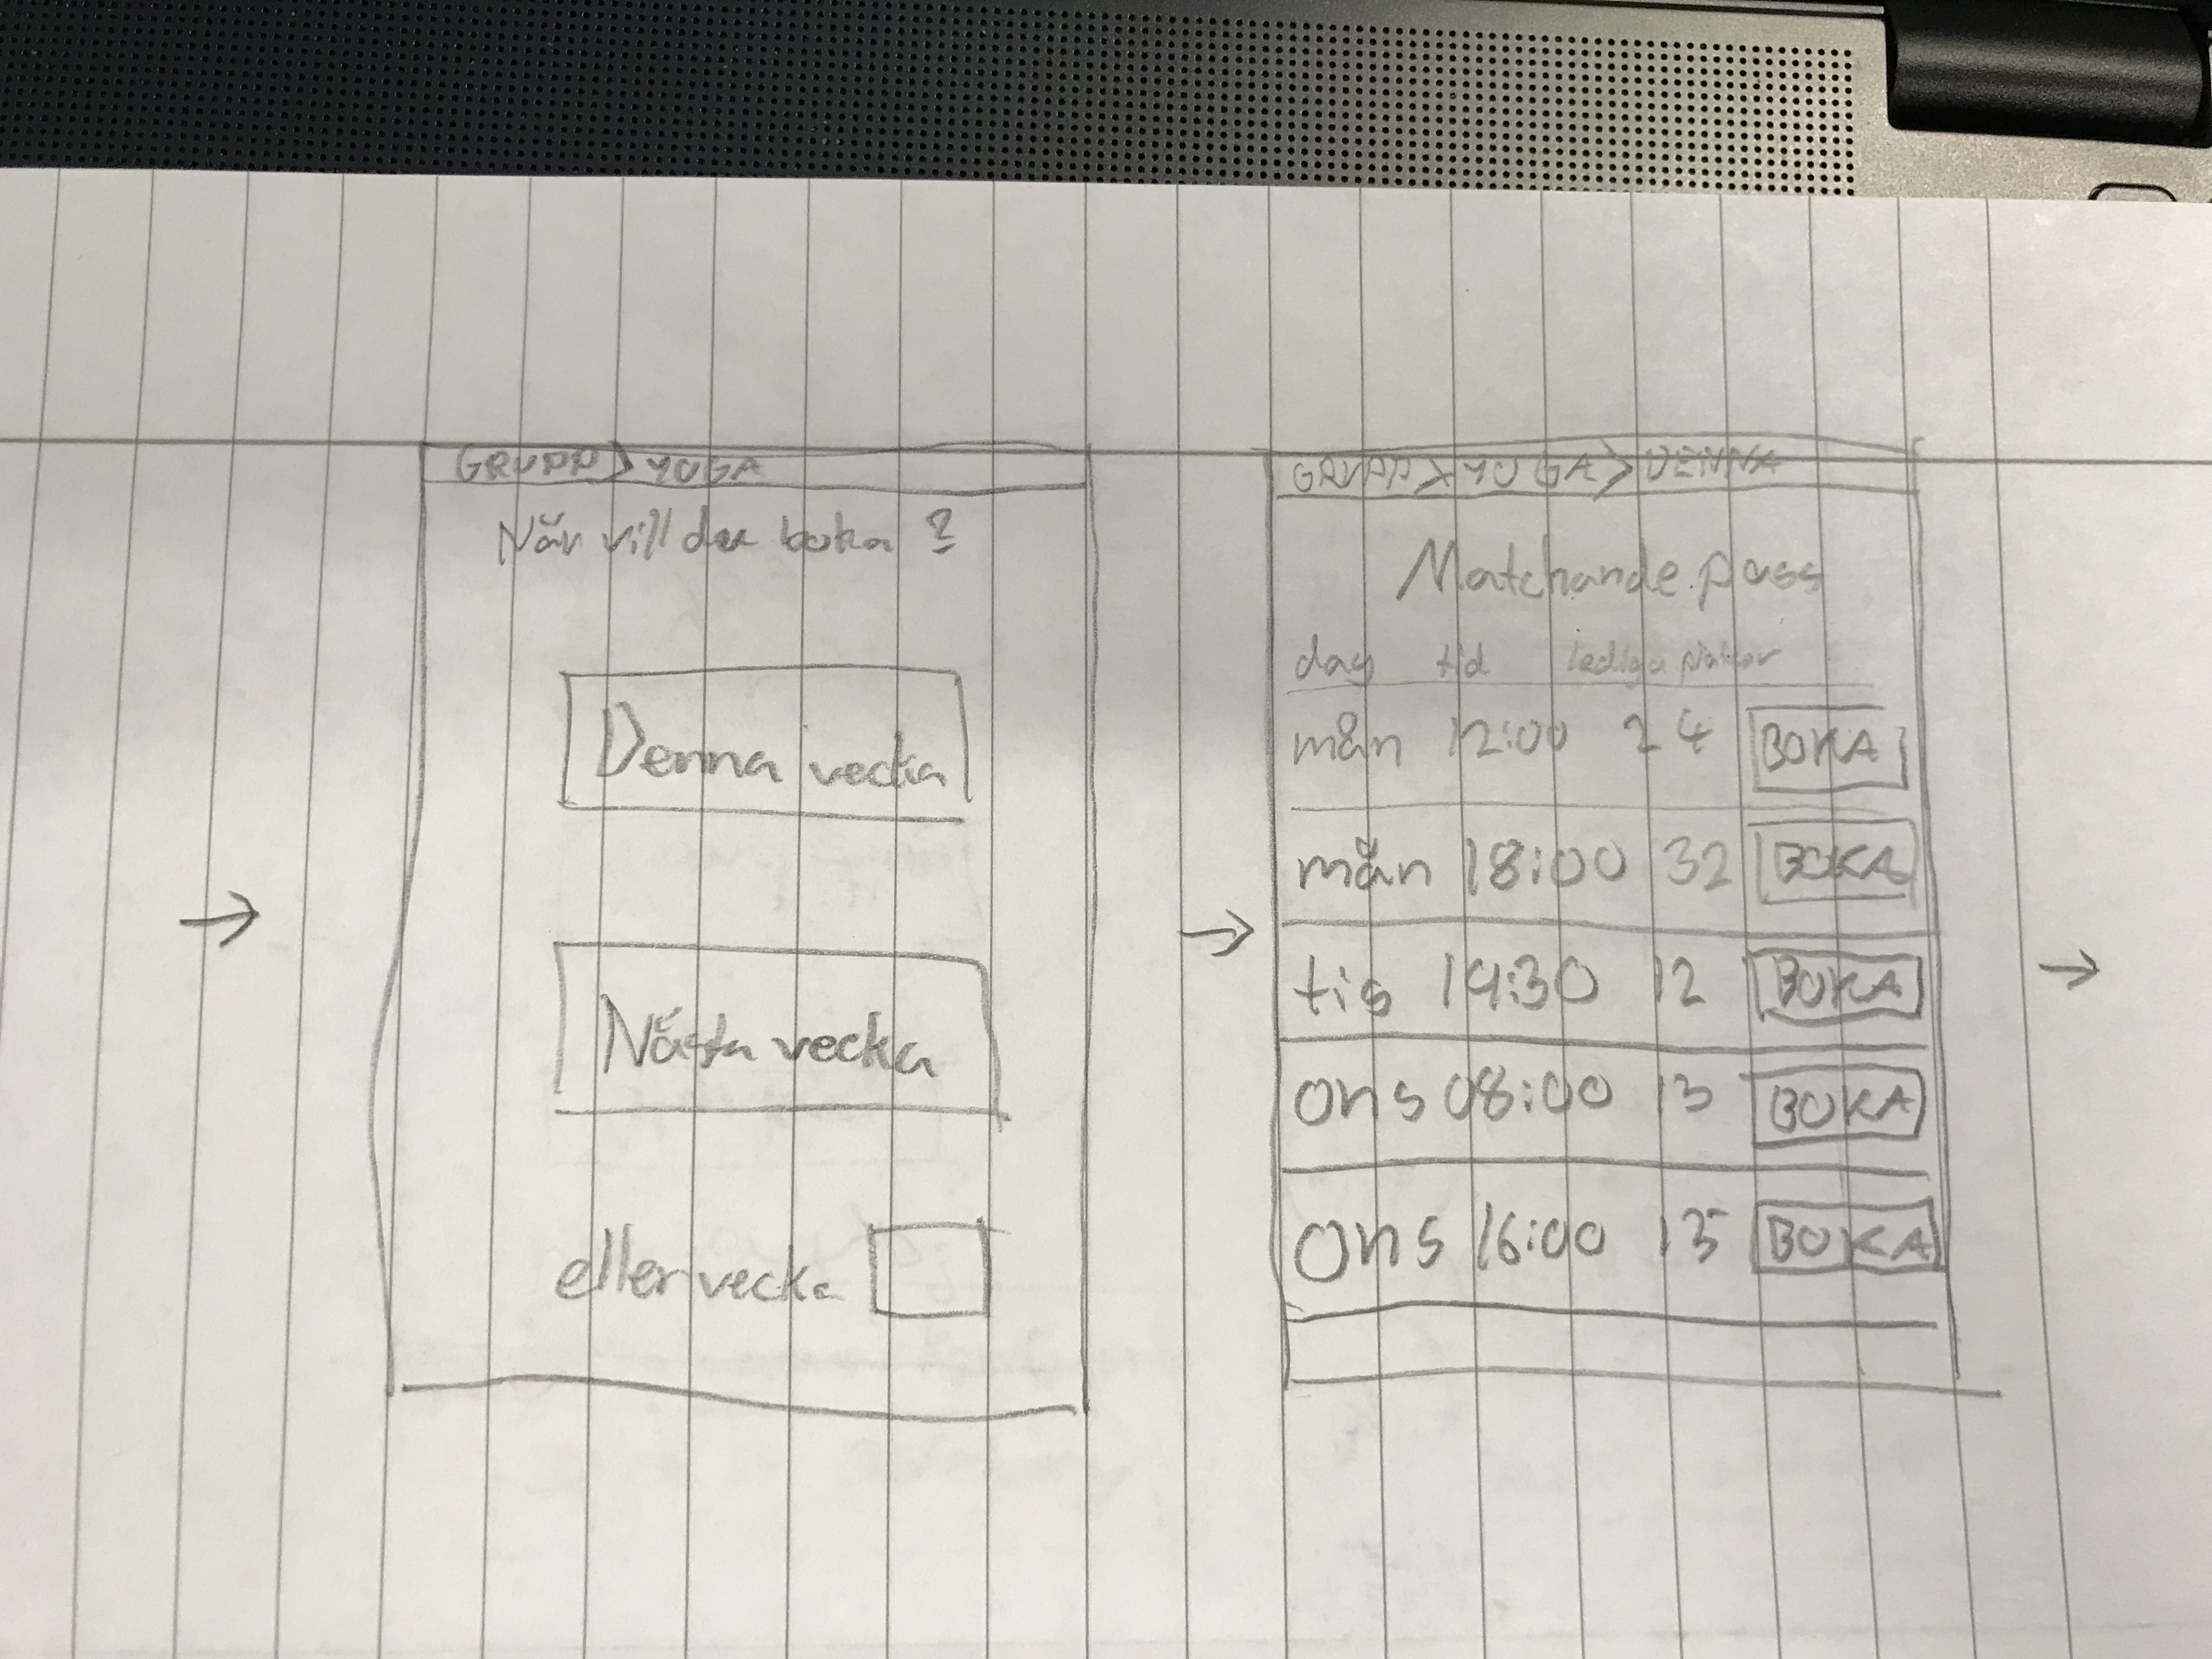 GRUPP > YOGA
När vill du boka?
Denna vecka
Nästa vecka
eller vecka
GRUPP > YOGA > DENNA
Matchande pass
dag tid lediga platser
mån 12:00 24 BOKA
mån 18:00 32 BOKA
tis 14:30 12 BOKA
ons 08:00 13 BOKA
Ons 16:00 13 BOKA